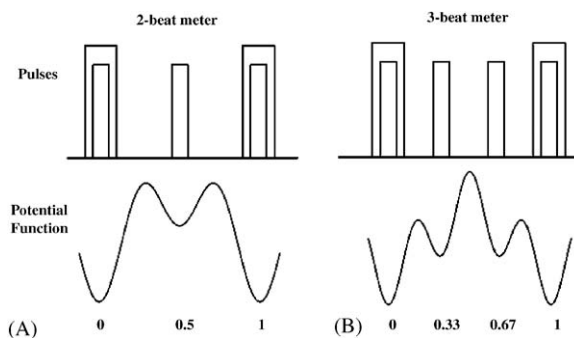 2-beat meter
3-beat meter
Pulses
Potential
Function
(A)
0 0.5 1
(B)
0 0.33 0.67 1